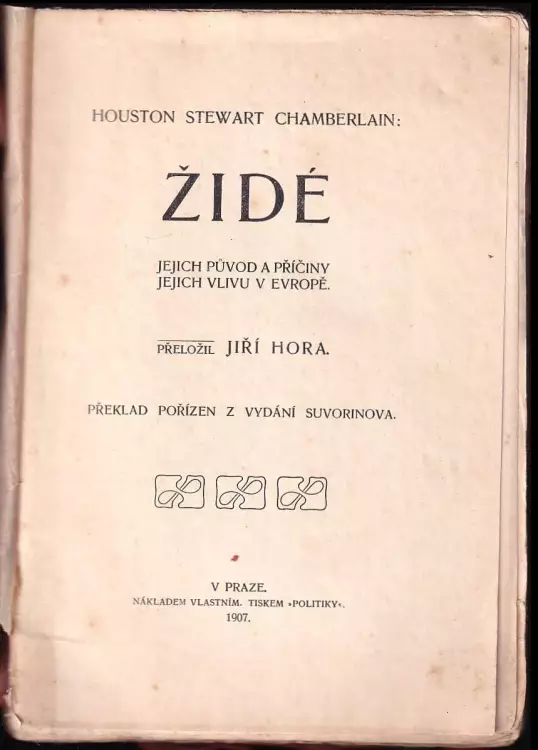 HOUSTON STEWART CHAMBERLAIN:
ŽIDÉ
JEJICH PŮVOD A PŘÍČINY
JEJICH VLIVU V EVROPĚ.
PŘELOŽIL JIŘÍ HORA.
PŘEKLAD POŘÍZEN Z VYDÁNÍ SUVORINOVA.
V PRAZE.
NÁKLADEM VLASTNÍM. TISKEM »POLITIKY«.
1907.